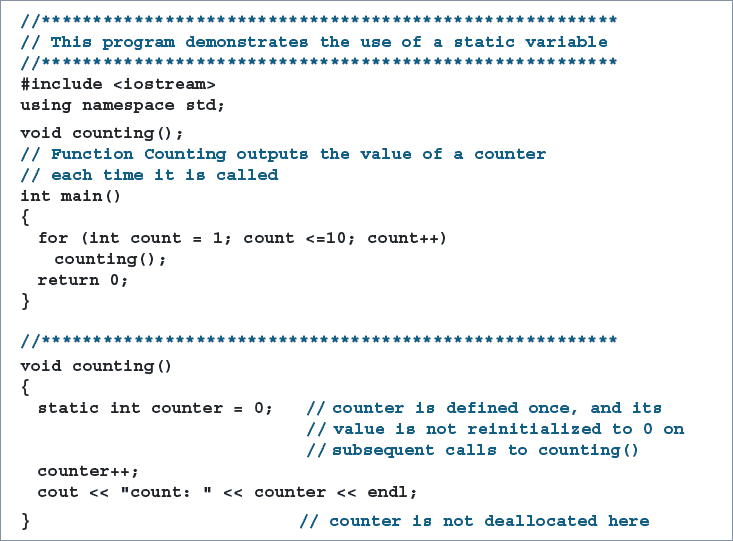 //********************************************************
// This program demonstrates the use of a static variable
//********************************************************
#include <iostream>
using namespace std;
void counting();
// Function Counting outputs the value of a counter
// each time it is called
int main()
{
for (int count = 1; count <=10; count++)
counting();
return 0;
}
//********************************************************
void counting()
{
static int counter = 0; // counter is defined once, and its
// value is not reinitialized to 0 on
// subsequent calls to counting()
counter++;
cout << "count: " << counter << endl;
} // counter is not deallocated here